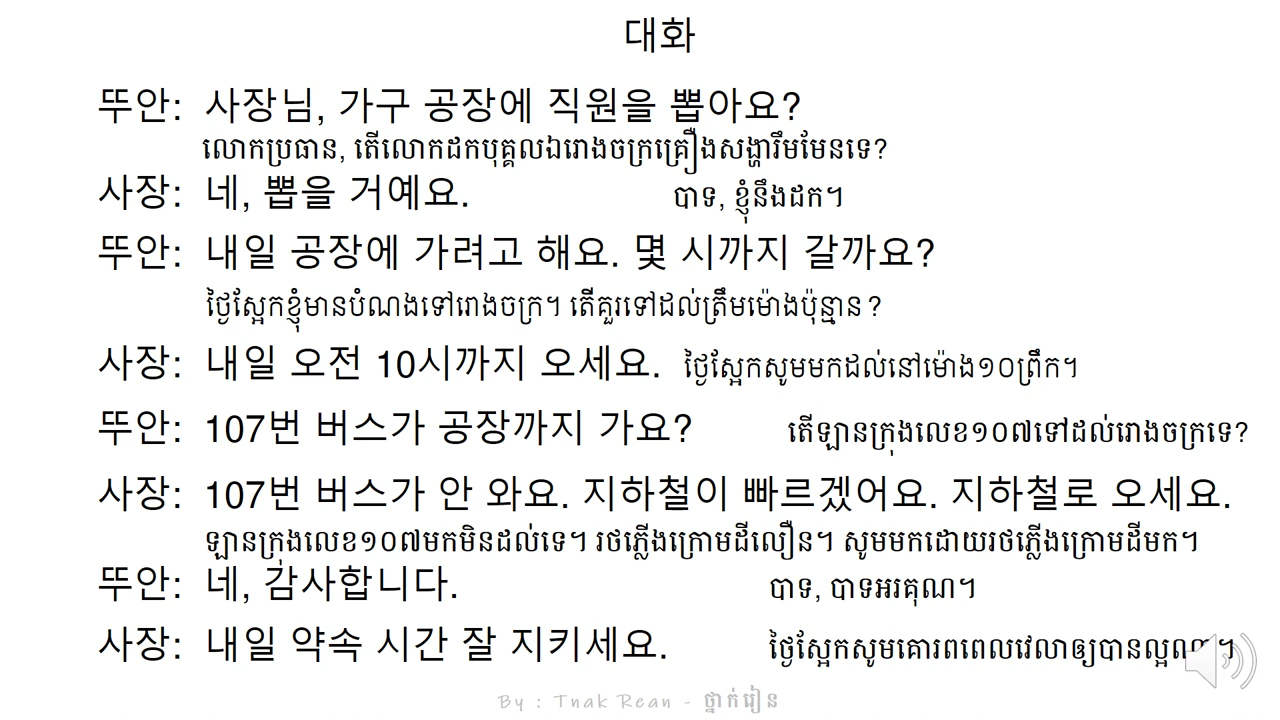 대화
뚜안: 사장님, 가구 공장에 직원을 뽑아요?
លោកប្រធាន, តើលោកដកបុគ្គលឯរោងចក្រគ្រឿងសង្ហារឹមមែនទេ?
사장: 네, 뽑을 거예요. បាទ, ខ្ញុំនឹងដក។
뚜안: 내일 공장에 가려고 해요. 몇 시까지 갈까요?
ថ្ងៃស្អែកខ្ញុំមានបំណងទៅរោងចក្រ។ តើគួរទៅដល់ត្រឹមម៉ោងប៉ុន្មាន?
사장: 내일 오전 10시까지 오세요. ថ្ងៃស្អែកសូមមកដល់នៅម៉ោង១០ព្រឹក។
뚜안: 107번 버스가 공장까지 가요? តើឡានក្រុងលេខ១០៧ទៅដល់រោងចក្រទេ?
사장: 107번 버스가 안 와요. 지하철이 빠르겠어요. 지하철로 오세요.
ឡានក្រុងលេខ១០៧មកមិនដល់ទេ។ រថភ្លើងក្រោមដីលឿន។ សូមមកដោយរថភ្លើងក្រោមដីមក។
뚜안: 네, 감사합니다. បាទ, បាទអរគុណ។
사장: 내일 약속 시간 잘 지키세요. ថ្ងៃស្អែកសូមគោរពពេលវេលាឲ្យបានល្អណា។
By : Tnak Rean - ថ្នាក់រៀន